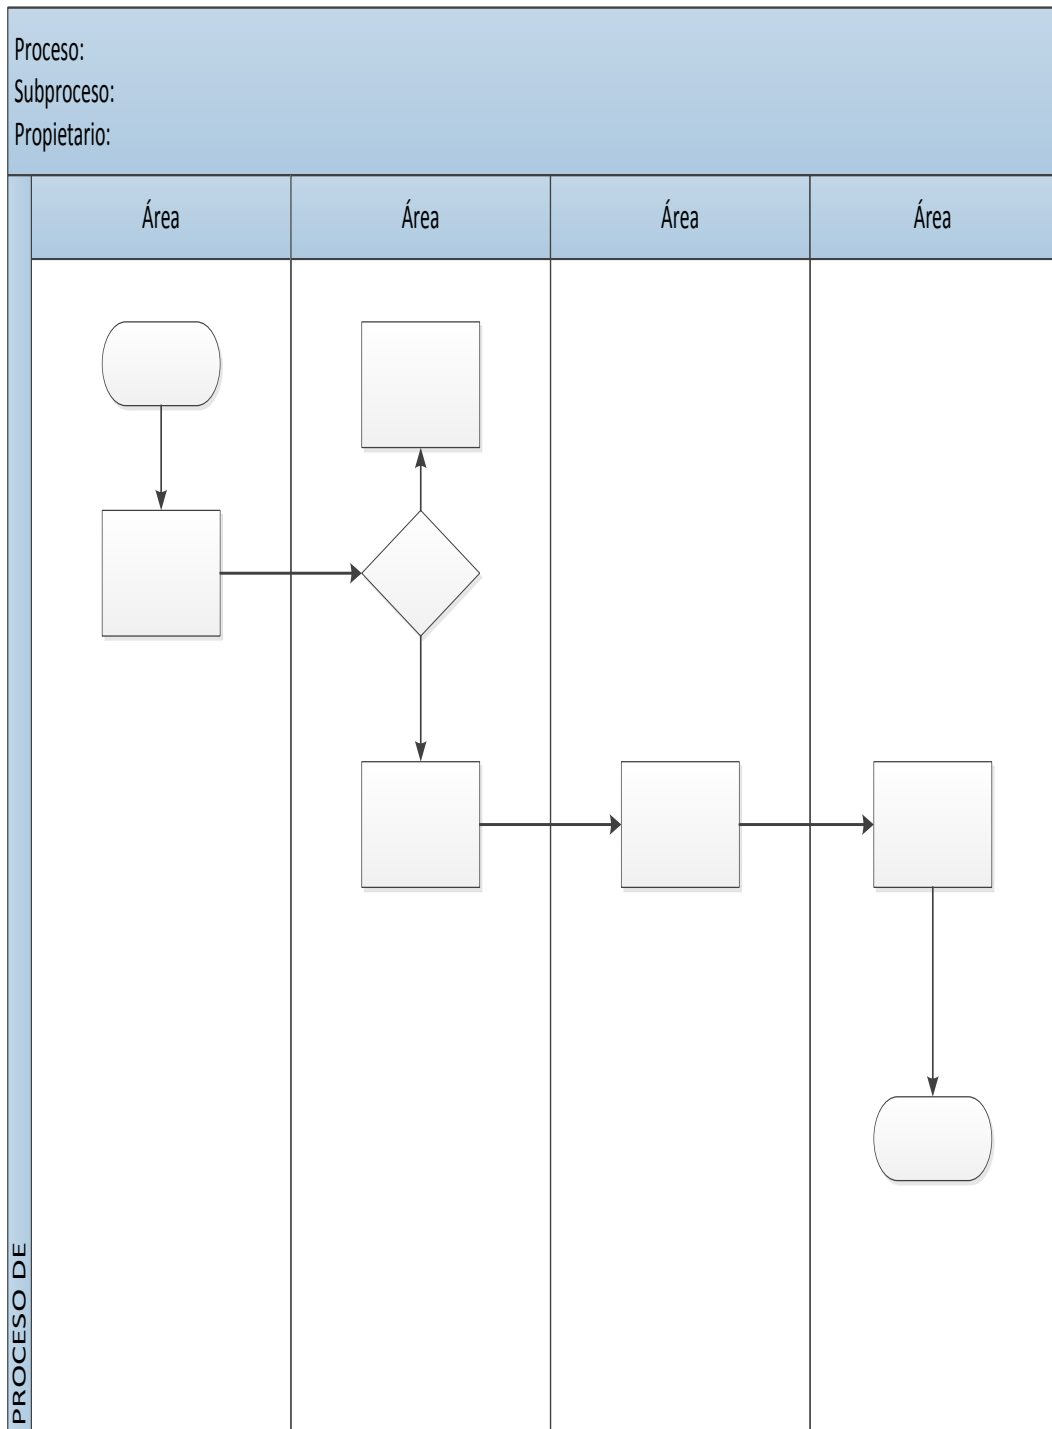 Proceso:
Subproceso:
Propietario:
Área
Área
Área
Área
PROCESO DE